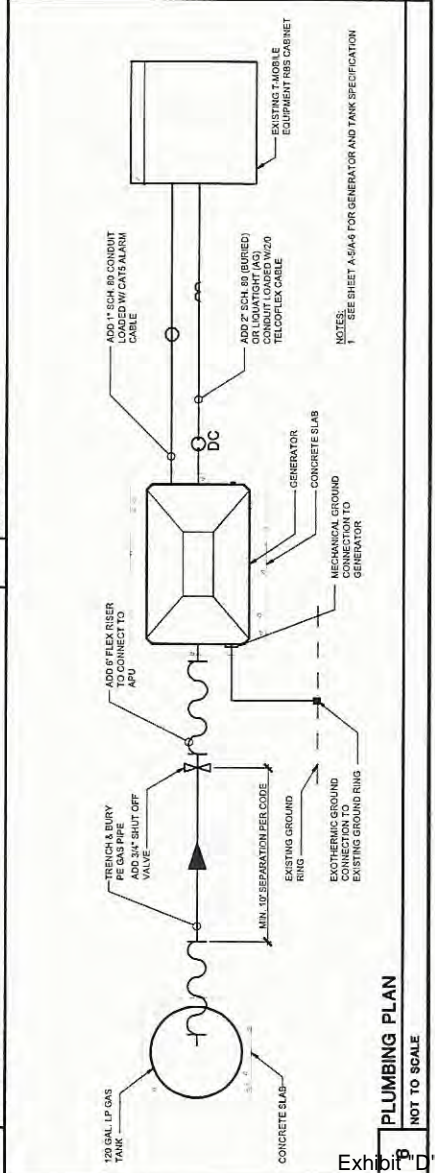 120 GAL. LP GAS
TANK
CONCRETE SLAB
TRENCH & BURY
PE GAS PIPE
ADD 3/4" SHUT OFF
VALVE
ADD 6" FLEX RISER
TO CONNECT TO
APU
MIN. 10' SEPARATION PER CODE
EXISTING GROUND
RING
EXOTHERMIC GROUND
CONNECTION TO
EXISTING GROUND RING
GENERATOR
CONCRETE SLAB
MECHANICAL GROUND
CONNECTION TO
GENERATOR
ADD 1" SCH. 80 CONDUIT
LOADED W/ CAT5 ALARM
CABLE
DC
ADD 2" SCH. 80 (BURIED)
OR LIQUATIGHT (AG)
CONDUIT LOADED W/2/0
TELCOFLEX CABLE
EXISTING T-MOBILE
EQUIPMENT RBS CABINET
NOTES:
1 SEE SHEET A-5/A-6 FOR GENERATOR AND TANK SPECIFICATION
PLUMBING PLAN
NOT TO SCALE
Exhibit "D"